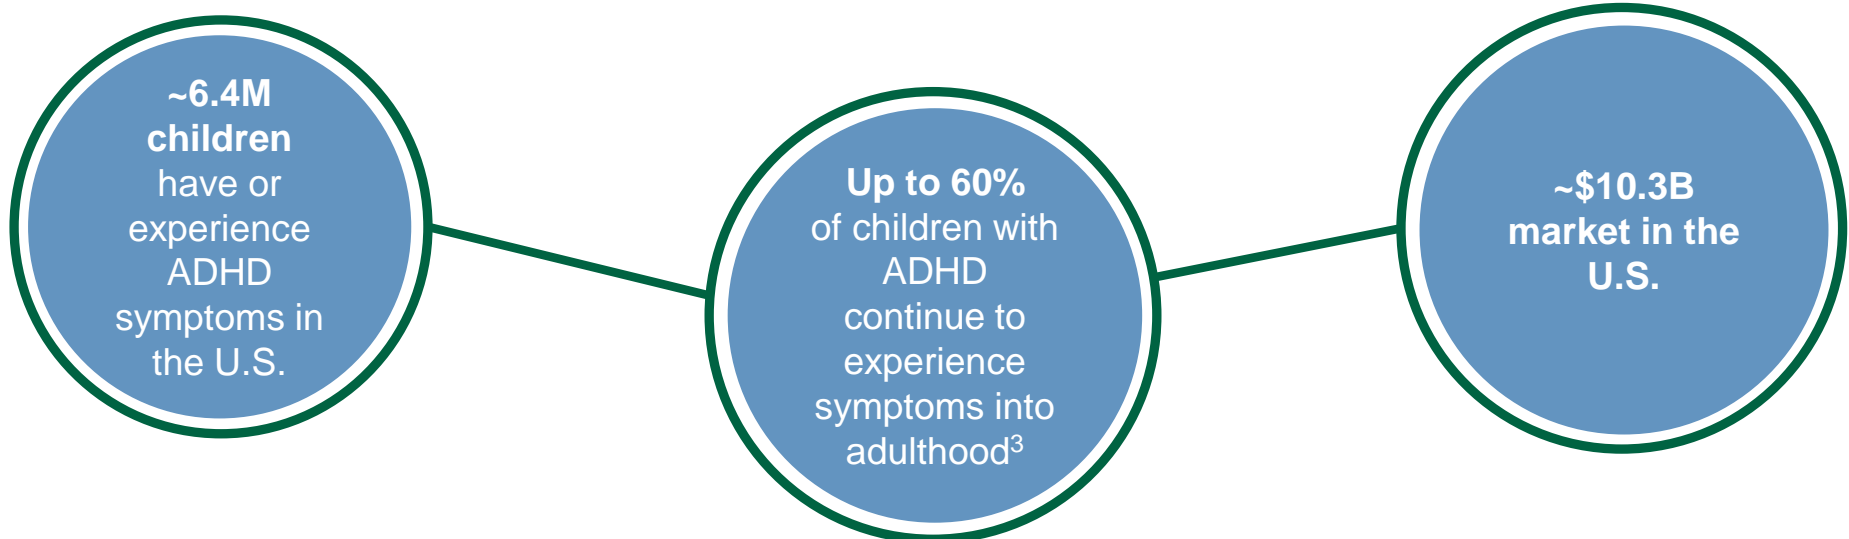 ~6.4M
children
have or
experience
ADHD
symptoms in
the U.S.
Up to 60%
of children with
ADHD
continue to
experience
symptoms into
adulthood³
~$10.3B
market in the
U.S.